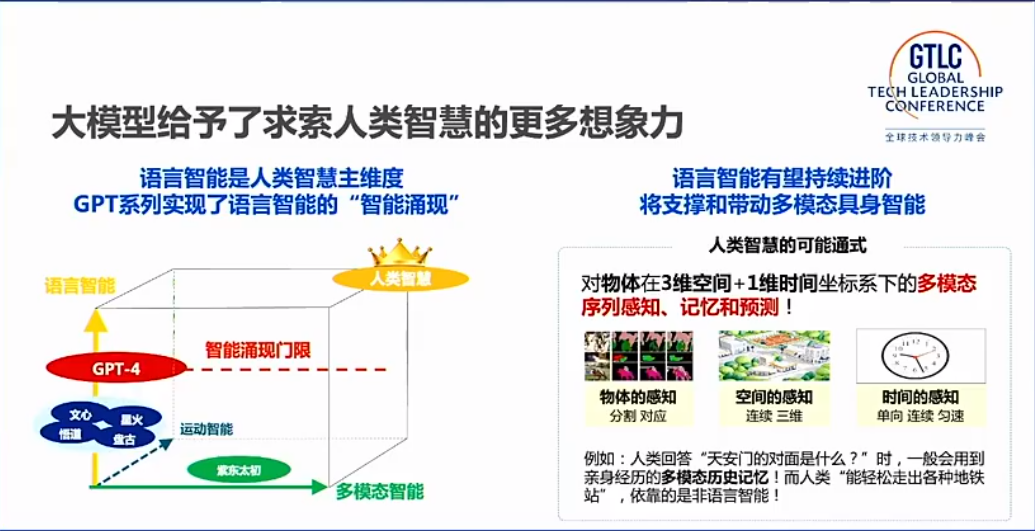 GTLC
GLOBAL
TECH LEADERSHIP
CONFERENCE
全球技术领导力峰会
大模型给予了求索人类智慧的更多想象力
语言智能是人类智慧主维度
GPT系列实现了语言智能的“智能涌现”
语言智能
人类智慧
智能涌现门限
GPT-4
文心
星火
悟道
盘古
运动智能
紫东太初
多模态智能
语言智能有望持续进阶
将支撑和带动多模态具身智能
人类智慧的可能通式
对物体在3维空间+1维时间坐标系下的多模态
序列感知、记忆和预测！
物体的感知
分割 对应
空间的感知
连续 三维
时间的感知
单向 连续 匀速
例如：人类回答“天安门的对面是什么？”时，一般会用到
亲身经历的多模态历史记忆！而人类“能轻松走出各种地铁
站”，依靠的是非语言智能！